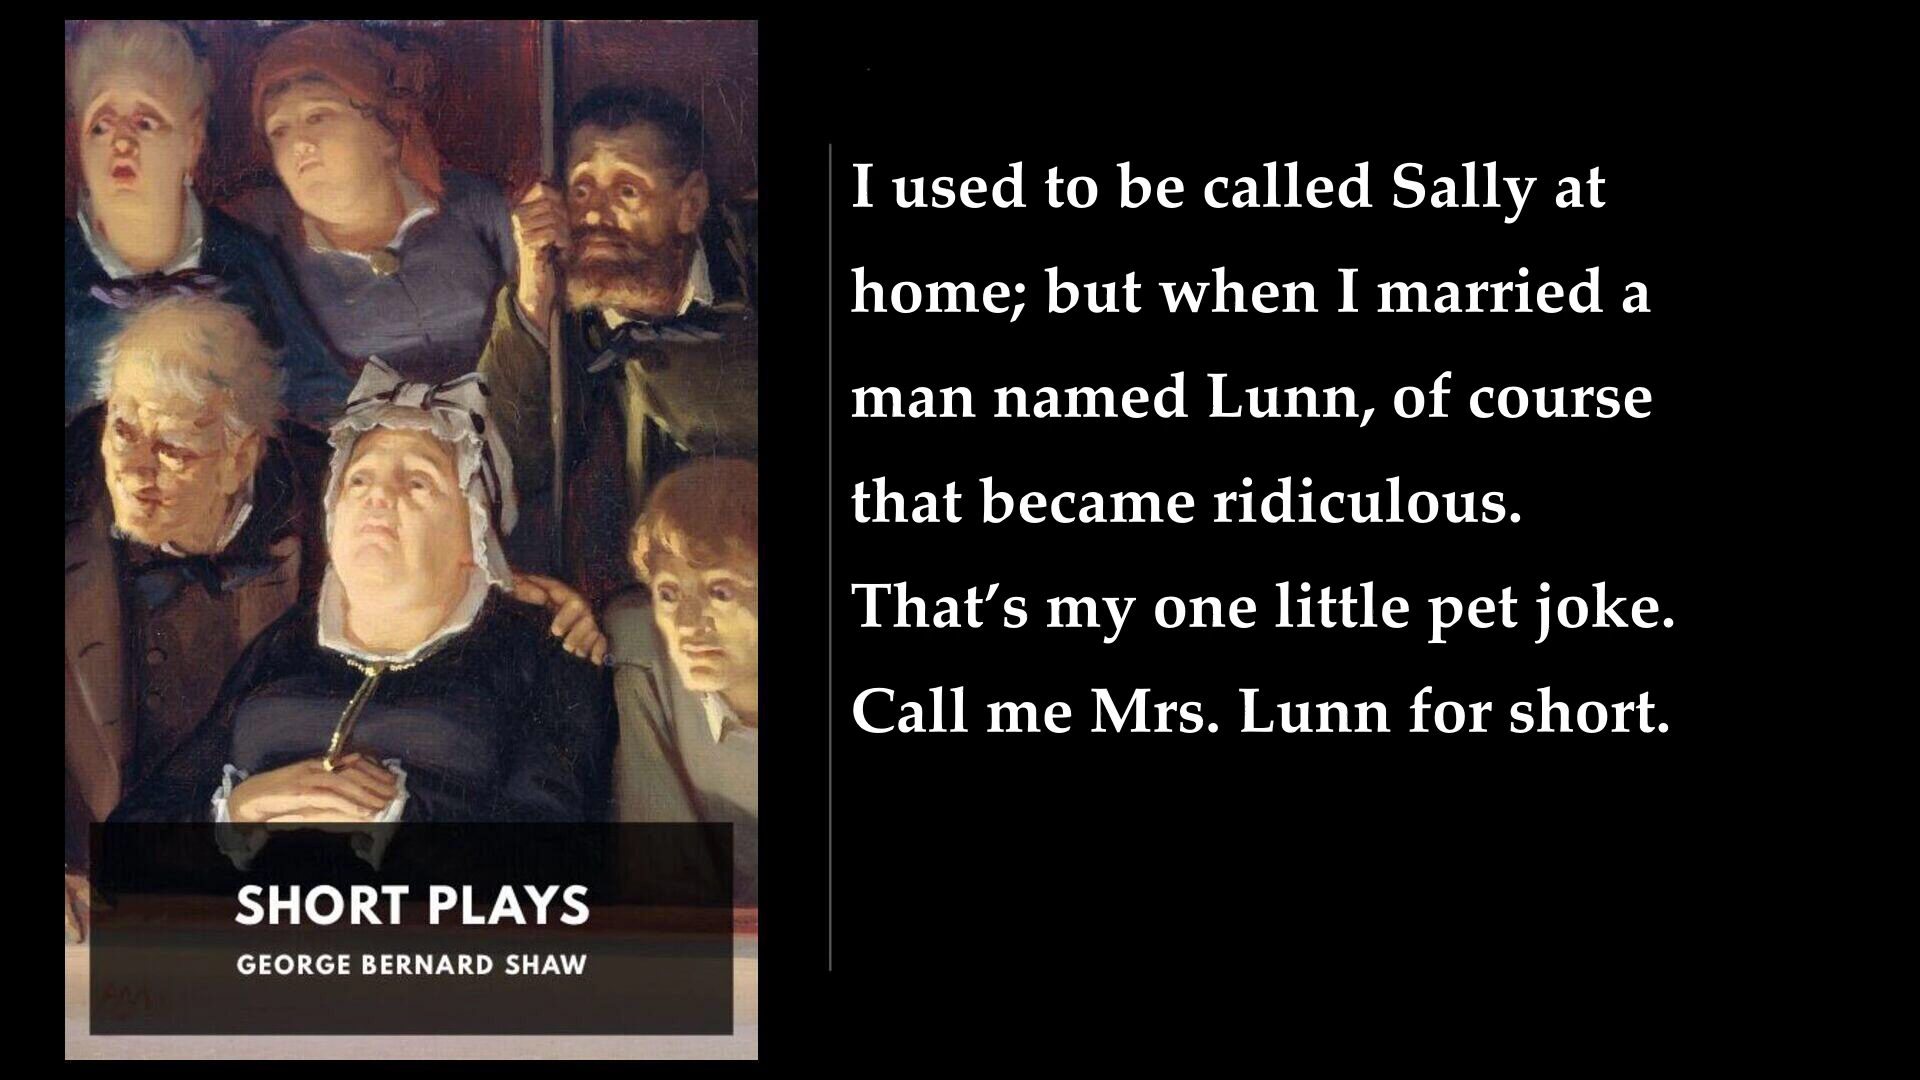 I used to be called Sally at
home; but when I married a
man named Lunn, of course
that became ridiculous.
That’s my one little pet joke.
Call me Mrs. Lunn for short.
SHORT PLAYS
GEORGE BERNARD SHAW